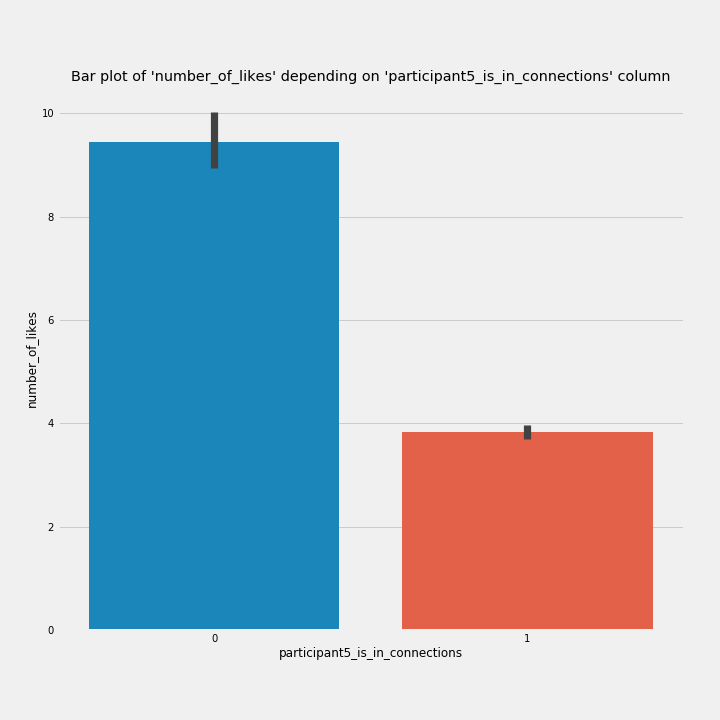 Bar plot of 'number_of_likes' depending on 'participant5_is_in_connections' column
10
8
6
4
2
0
number_of_likes
0 1
participant5_is_in_connections